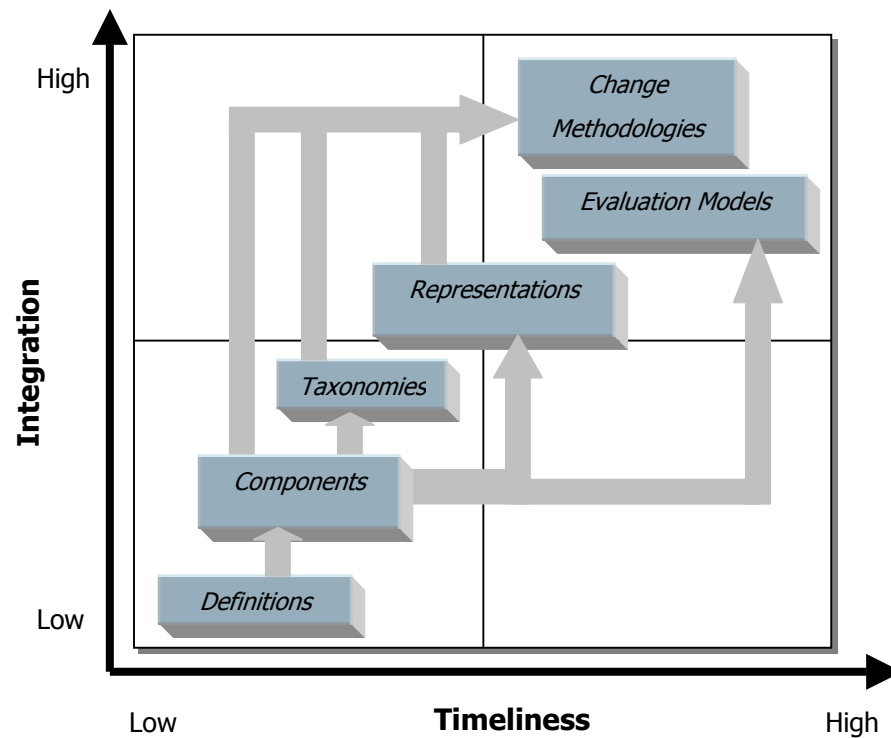 High
Change
Methodologies
Evaluation Models
Representations
Integration
Taxonomies
Components
Definitions
Low
Low
Timeliness
High